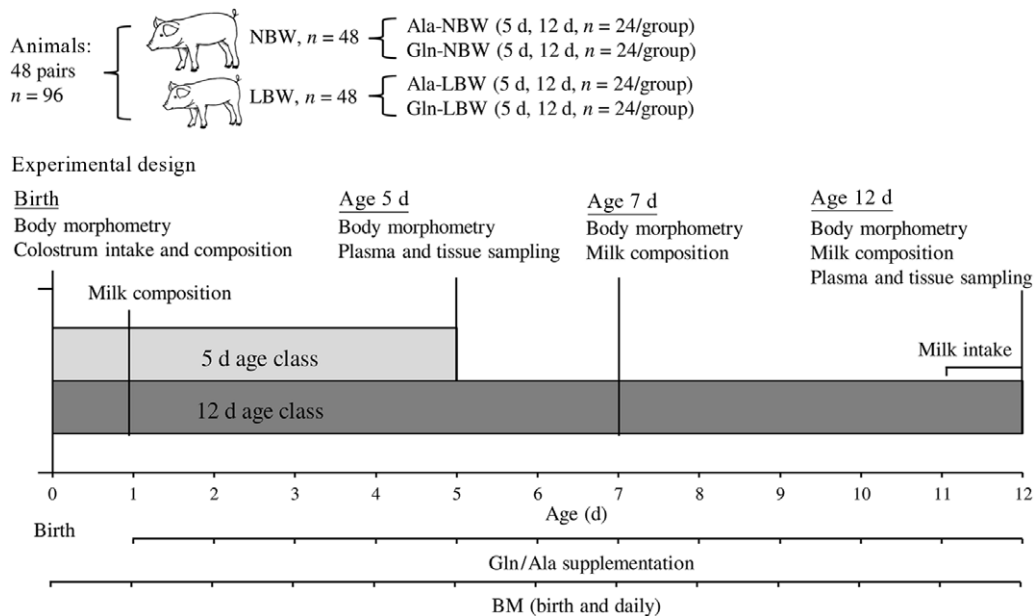 Animals:
48 pairs
n = 96
NBW, n = 48
Ala-NBW (5 d, 12 d, n = 24/group)
Gln-NBW (5 d, 12 d, n = 24/group)
LBW, n = 48
Ala-LBW (5 d, 12 d, n = 24/group)
Gln-LBW (5 d, 12 d, n = 24/group)
Experimental design
Birth
Body morphometry
Colostrum intake and composition
Age 5 d
Body morphometry
Plasma and tissue sampling
Age 7 d
Body morphometry
Milk composition
Age 12 d
Body morphometry
Milk composition
Plasma and tissue sampling
Milk composition
Milk intake
5 d age class
12 d age class
0 1 2 3 4 5 6 7 8 9 10 11 12
Age (d)
Birth
Gln/Ala supplementation
BM (birth and daily)